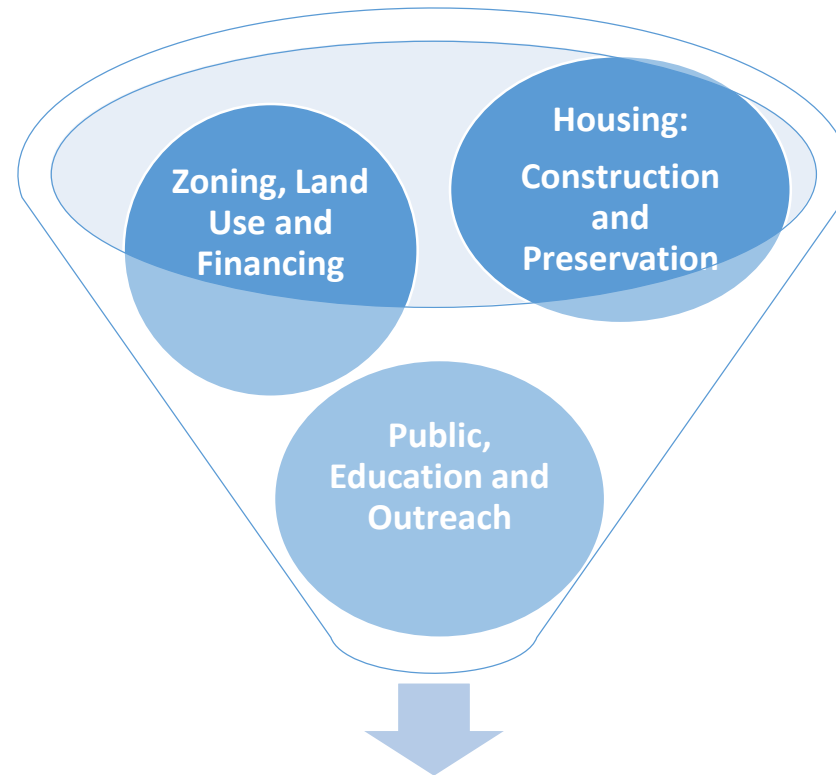 Zoning, Land
Use and
Financing
Housing:
Construction
and
Preservation
Public,
Education and
Outreach